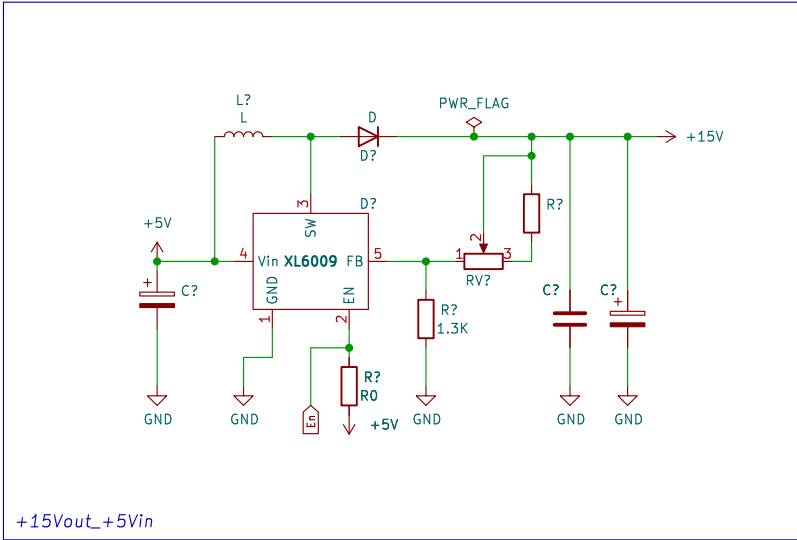 L?
L
D
D?
PWR_FLAG
+15V
3
D?
SW
R?
+5V
4
Vin
XL6009
FB
5
1
2
3
RV?
GND
EN
+
C?
1
2
R?
1.3K
C?
C?
+
R?
R0
En
+5V
GND
GND
GND
GND
GND
+15Vout_+5Vin